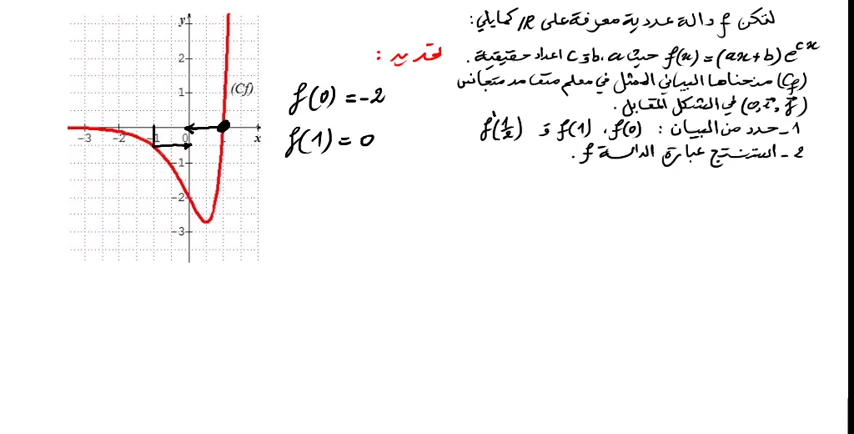 لتكن f دالة عددية معرفة على IR كمايلي:
تحديد: f(x) = (ax+b) e^{cx} حيث a، b و c اعداد حقيقية.
(Cf) منحناها البياني الممثل في معلم متعامد متجانس
(o, i, j) في الشكل المقابل.
1 - حدد من البيان: f(0)، f(1) و f'(1/2)
2 - استنتج عبارة الدالة f.
f(0) = -2
f(1) = 0
y
2
1
(Cf)
-3 -2 -1 0 1 x
-1
-2
-3